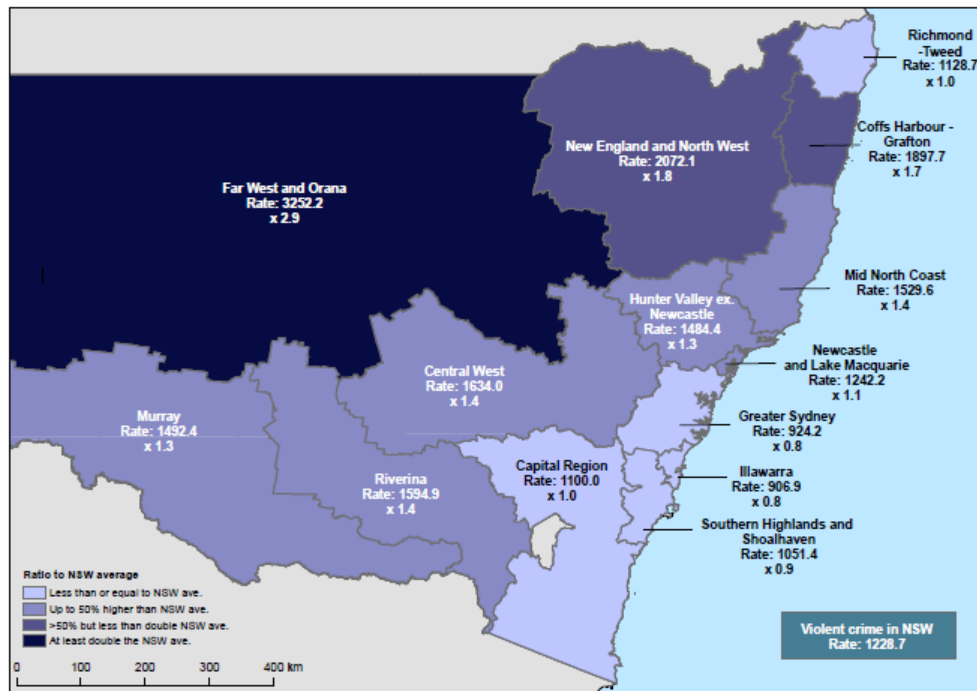 Richmond
-Tweed
Rate: 1128.7
x 1.0
Coffs Harbour -
Grafton
Rate: 1897.7
x 1.7
New England and North West
Rate: 2072.1
x 1.8
Far West and Orana
Rate: 3252.2
x 2.9
Mid North Coast
Rate: 1529.6
x 1.4
Hunter Valley ex.
Newcastle
Rate: 1484.4
x 1.3
Newcastle
and Lake Macquarie
Rate: 1242.2
x 1.1
Central West
Rate: 1634.0
x 1.4
Greater Sydney
Rate: 924.2
x 0.8
Murray
Rate: 1492.4
x 1.3
Capital Region
Rate: 1100.0
x 1.0
Riverina
Rate: 1594.9
x 1.4
Illawarra
Rate: 906.9
x 0.8
Southern Highlands and
Shoalhaven
Rate: 1051.4
x 0.9
Ratio to NSW average
Less than or equal to NSW ave.
Up to 50% higher than NSW ave.
>50% but less than double NSW ave.
At least double the NSW ave.
0 100 200 300 400 km
Violent crime in NSW
Rate: 1228.7